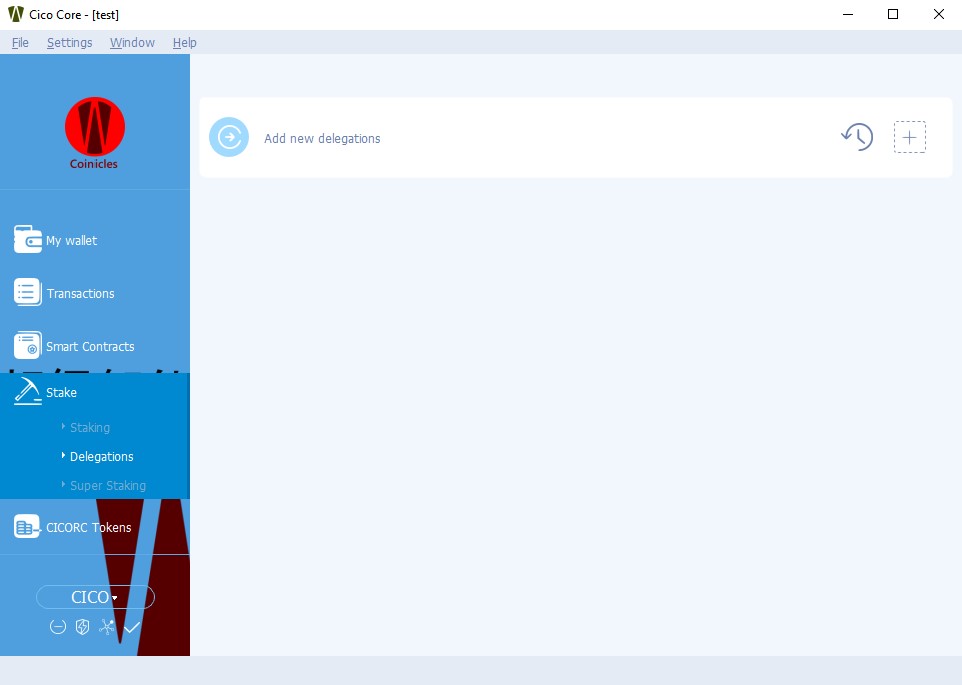 Cico Core - [test]
File Settings Window Help
Coinicles
Add new delegations
My wallet
Transactions
Smart Contracts
Stake
Staking
Delegations
Super Staking
CICORC Tokens
CICO